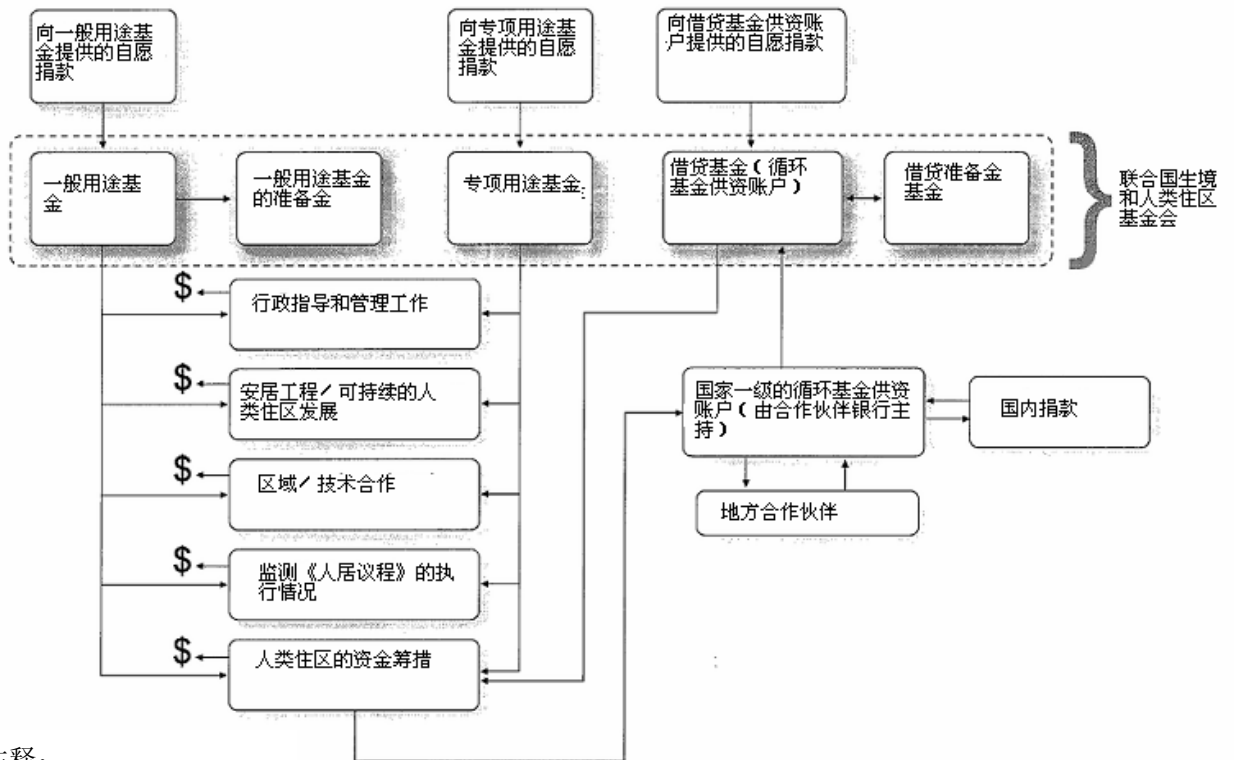 向一般用途基
金提供的自愿
捐款
向专项用途基
金提供的自愿
捐款
向借贷基金供资账
户提供的自愿捐款
一般用途基
金
一般用途基金
的准备金
专项用途基金
借贷基金（循环
基金供资账户）
借贷准备金
基金
联合国生境
和人类住区
基金会
$
行政指导和管理工作
$
安居工程/可持续的人
类住区发展
$
区域/技术合作
$
监测《人居议程》的执
行情况
$
人类住区的资金筹措
国家一级的循环基金供资
账户（由合作伙伴银行主
持）
国内捐款
地方合作伙伴